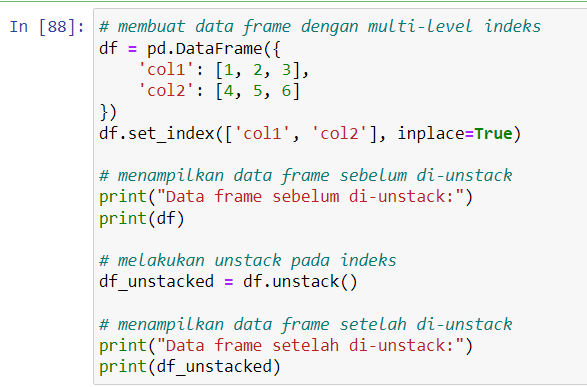 In [88]: # membuat data frame dengan multi-level indeks
df = pd.DataFrame({
    'col1': [1, 2, 3],
    'col2': [4, 5, 6]
})
df.set_index(['col1', 'col2'], inplace=True)

# menampilkan data frame sebelum di-unstack
print("Data frame sebelum di-unstack:")
print(df)

# melakukan unstack pada indeks
df_unstacked = df.unstack()

# menampilkan data frame setelah di-unstack
print("Data frame setelah di-unstack:")
print(df_unstacked)